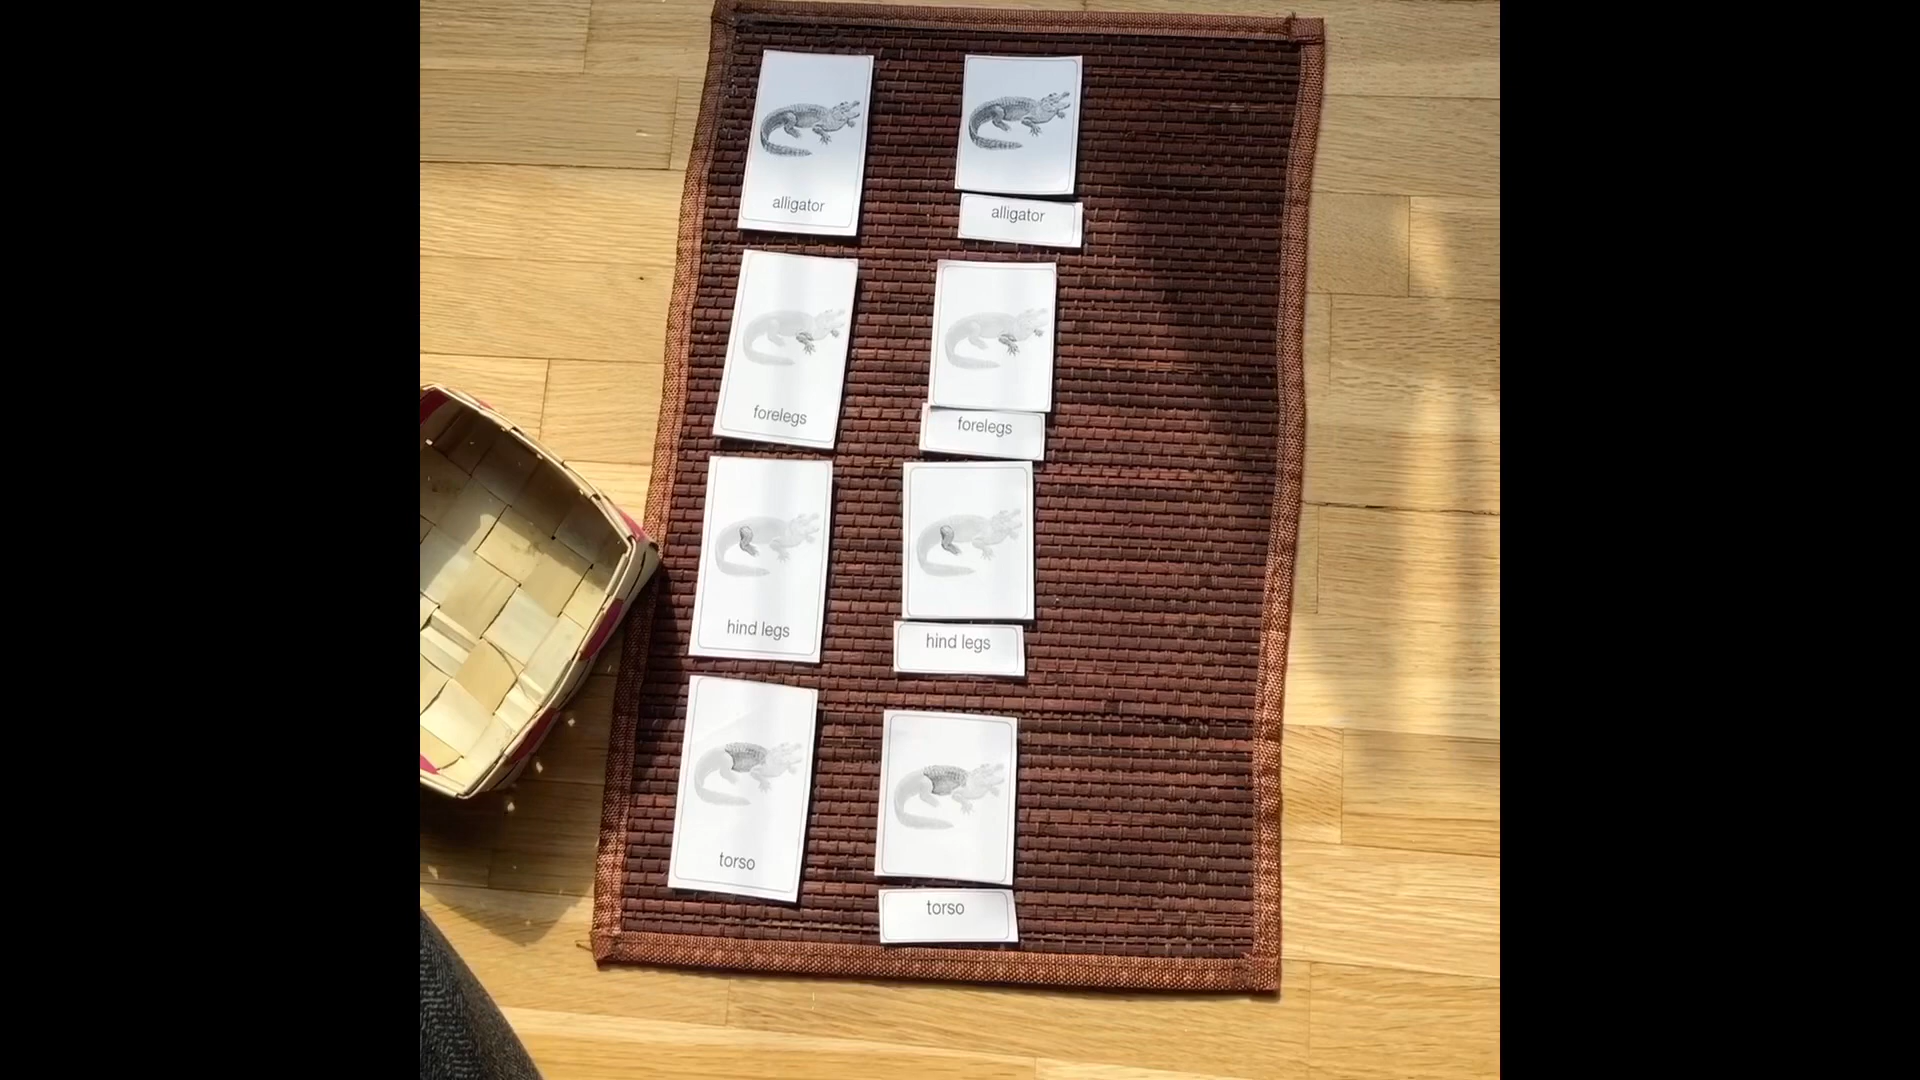 alligator
alligator
forelegs
forelegs
hind legs
hind legs
torso
torso